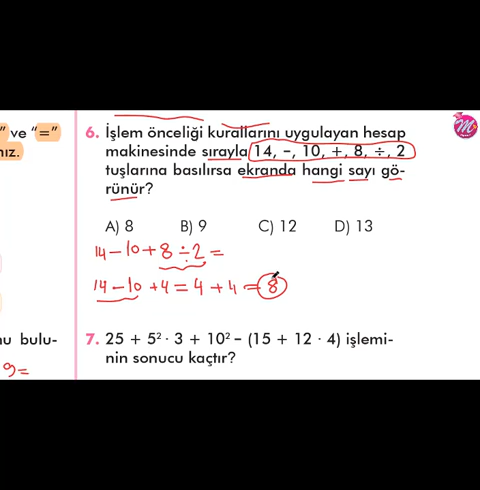 " ve "="
nız.
6. İşlem önceliği kurallarını uygulayan hesap
makinesinde sırayla 14, -, 10, +, 8, ÷, 2
tuşlarına basılırsa ekranda hangi sayı gö-
rünür?
A) 8 B) 9 C) 12 D) 13
14-10+8÷2=
14-10+4=4+4=8
nu bulu-
9=
7. 25 + 5² · 3 + 10² - (15 + 12 · 4) işlemi-
nin sonucu kaçtır?
M